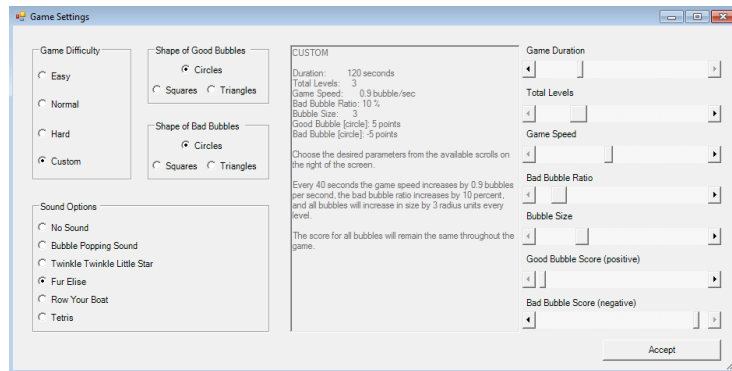 Game Settings
Game Difficulty
Easy
Normal
Hard
Custom
Shape of Good Bubbles
Circles
Squares Triangles
Shape of Bad Bubbles
Circles
Squares Triangles
Sound Options
No Sound
Bubble Popping Sound
Twinkle Twinkle Little Star
Fur Elise
Row Your Boat
Tetris
CUSTOM
Duration: 120 seconds
Total Levels: 3
Game Speed: 0.9 bubble/sec
Bad Bubble Ratio: 10 %
Bubble Size: 3
Good Bubble [circle]: 5 points
Bad Bubble [circle]: -5 points
Choose the desired parameters from the available scrolls on
the right of the screen.
Every 40 seconds the game speed increases by 0.9 bubbles
per second, the bad bubble ratio increases by 10 percent,
and all bubbles will increase in size by 3 radius units every
level.
The score for all bubbles will remain the same throughout the
game.
Game Duration
Total Levels
Game Speed
Bad Bubble Ratio
Bubble Size
Good Bubble Score (positive)
Bad Bubble Score (negative)
Accept